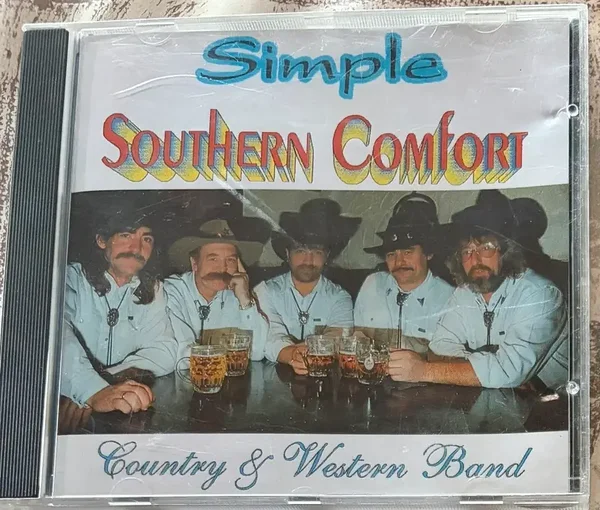 Simple
SOUTHERN COMFORT
Country & Western Band